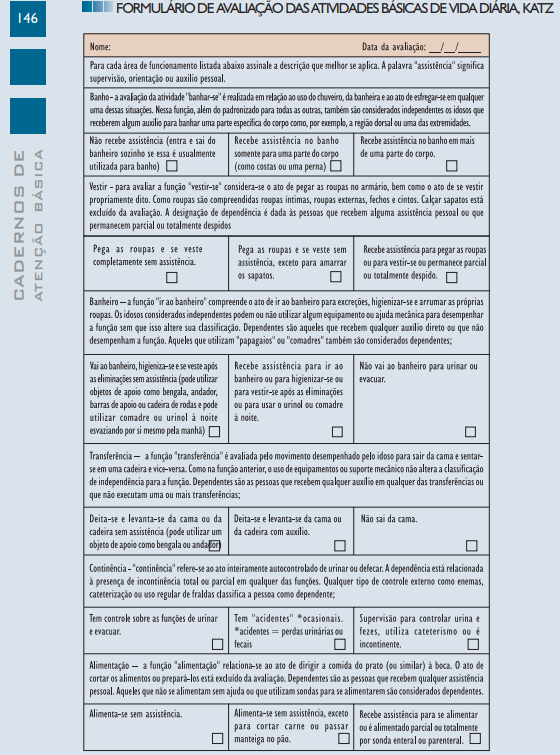 146
FORMULÁRIO DE AVALIAÇÃO DAS ATIVIDADES BÁSICAS DE VIDA DIÁRIA, KATZ
CADERNOS DE
ATENÇÃO BÁSICA
Nome:
Data da avaliação: __/__/____
Para cada área de funcionamento listada abaixo assinale a descrição que melhor se aplica. A palavra "assistência" significa
supervisão, orientação ou auxílio pessoal.
Banho - a avaliação da atividade "banhar-se" é realizada em relação ao uso do chuveiro, da banheira e ao ato de esfregar-se em qualquer
uma dessas situações. Nessa função, além do padronizado para todas as outras, também são considerados independentes os idosos que
receberem algum auxílio para banhar uma parte específica do corpo como, por exemplo, a região dorsal ou uma das extremidades.
Não recebe assistência (entra e sai do
banheiro sozinho se essa é usualmente
utilizada para banho)
Recebe assistência no banho
somente para uma parte do corpo
(como costas ou uma perna)
Recebe assistência no banho em mais
de uma parte do corpo.
Vestir - para avaliar a função "vestir-se" considera-se o ato de pegar as roupas no armário, bem como o ato de se vestir
propriamente dito. Como roupas são compreendidas roupas íntimas, roupas externas, fechos e cintos. Calçar sapatos está
excluído da avaliação. A designação de dependência é dada às pessoas que recebem alguma assistência pessoal ou que
permanecem parcial ou totalmente despidos
Pega as roupas e se veste
completamente sem assistência.
Pega as roupas e se veste sem
assistência, exceto para amarrar
os sapatos.
Recebe assistência para pegar as roupas
ou para vestir-se ou permanece parcial
ou totalmente despido.
Banheiro – a função "ir ao banheiro" compreende o ato de ir ao banheiro para excreções, higienizar-se e arrumar as próprias
roupas. Os idosos considerados independentes podem ou não utilizar algum equipamento ou ajuda mecânica para desempenhar
a função sem que isso altere sua classificação. Dependentes são aqueles que recebem qualquer auxílio direto ou que não
desempenham a função. Aqueles que utilizam "papagaios" ou "comadres" também são considerados dependentes;
Vai ao banheiro, higieniza-se e se veste após
as eliminações sem assistência (pode utilizar
objetos de apoio como bengala, andador,
barras de apoio ou cadeira de rodas e pode
utilizar comadre ou urinol à noite
esvaziando por si mesmo pela manhã)
Recebe assistência para ir ao
banheiro ou para higienizar-se ou
para vestir-se após as eliminações
ou para usar o urinol ou comadre
à noite.
Não vai ao banheiro para urinar ou
evacuar.
Transferência – a função "transferência" é avaliada pelo movimento desempenhado pelo idoso para sair da cama e sentar-
se em uma cadeira e vice-versa. Como na função anterior, o uso de equipamentos ou suporte mecânico não altera a classificação
de independência para a função. Dependentes são as pessoas que recebem qualquer auxílio em qualquer das transferências ou
que não executam uma ou mais transferências;
Deita-se e levanta-se da cama ou da
cadeira sem assistência (pode utilizar um
objeto de apoio como bengala ou andador)
Deita-se e levanta-se da cama ou
da cadeira com auxílio.
Não sai da cama.
Continência - "continência" refere-se ao ato inteiramente autocontrolado de urinar ou defecar. A dependência está relacionada
à presença de incontinência total ou parcial em qualquer das funções. Qualquer tipo de controle externo como enemas,
cateterização ou uso regular de fraldas classifica a pessoa como dependente;
Tem controle sobre as funções de urinar
e evacuar.
Tem "acidentes" *ocasionais.
*acidentes = perdas urinárias ou
fecais
Supervisão para controlar urina e
fezes, utiliza cateterismo ou é
incontinente.
Alimentação – a função "alimentação" relaciona-se ao ato de dirigir a comida do prato (ou similar) à boca. O ato de
cortar os alimentos ou prepará-los está excluído da avaliação. Dependentes são as pessoas que recebem qualquer assistência
pessoal. Aqueles que não se alimentam sem ajuda ou que utilizam sondas para se alimentarem são considerados dependentes.
Alimenta-se sem assistência.
Alimenta-se sem assistência, exceto
para cortar carne ou passar
manteiga no pão.
Recebe assistência para se alimentar
ou é alimentado parcial ou totalmente
por sonda enteral ou parenteral.